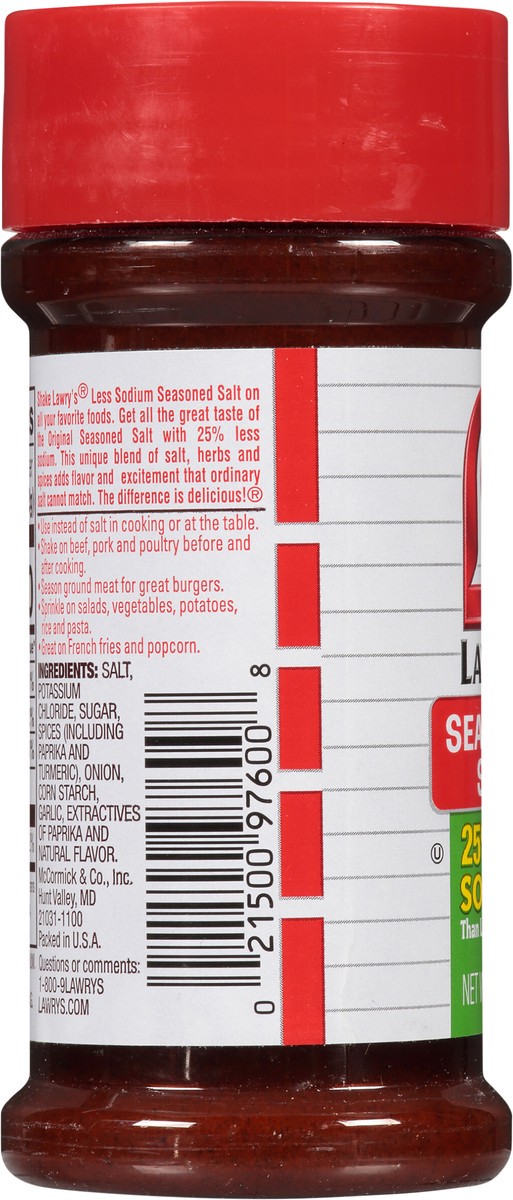 Shake Lawry's® Less Sodium Seasoned Salt on
all your favorite foods. Get all the great taste of
the Original Seasoned Salt with 25% less
sodium. This unique blend of salt, herbs and
spices adds flavor and excitement that ordinary
salt cannot match. The difference is delicious!®
•Use instead of salt in cooking or at the table.
•Shake on beef, pork and poultry before and
after cooking.
•Season ground meat for great burgers.
•Sprinkle on salads, vegetables, potatoes,
rice and pasta.
•Great on French fries and popcorn.
INGREDIENTS: SALT,
POTASSIUM
CHLORIDE, SUGAR,
SPICES (INCLUDING
PAPRIKA AND
TURMERIC), ONION,
CORN STARCH,
GARLIC, EXTRACTIVES
OF PAPRIKA AND
NATURAL FLAVOR.
McCormick & Co., Inc.
Hunt Valley, MD
21031-1100
Packed in U.S.A.
Questions or comments:
1-800-9LAWRYS
LAWRYS.COM
0 21500 97600 8
U
LA
SEA
S
25
SO
Than L
NET